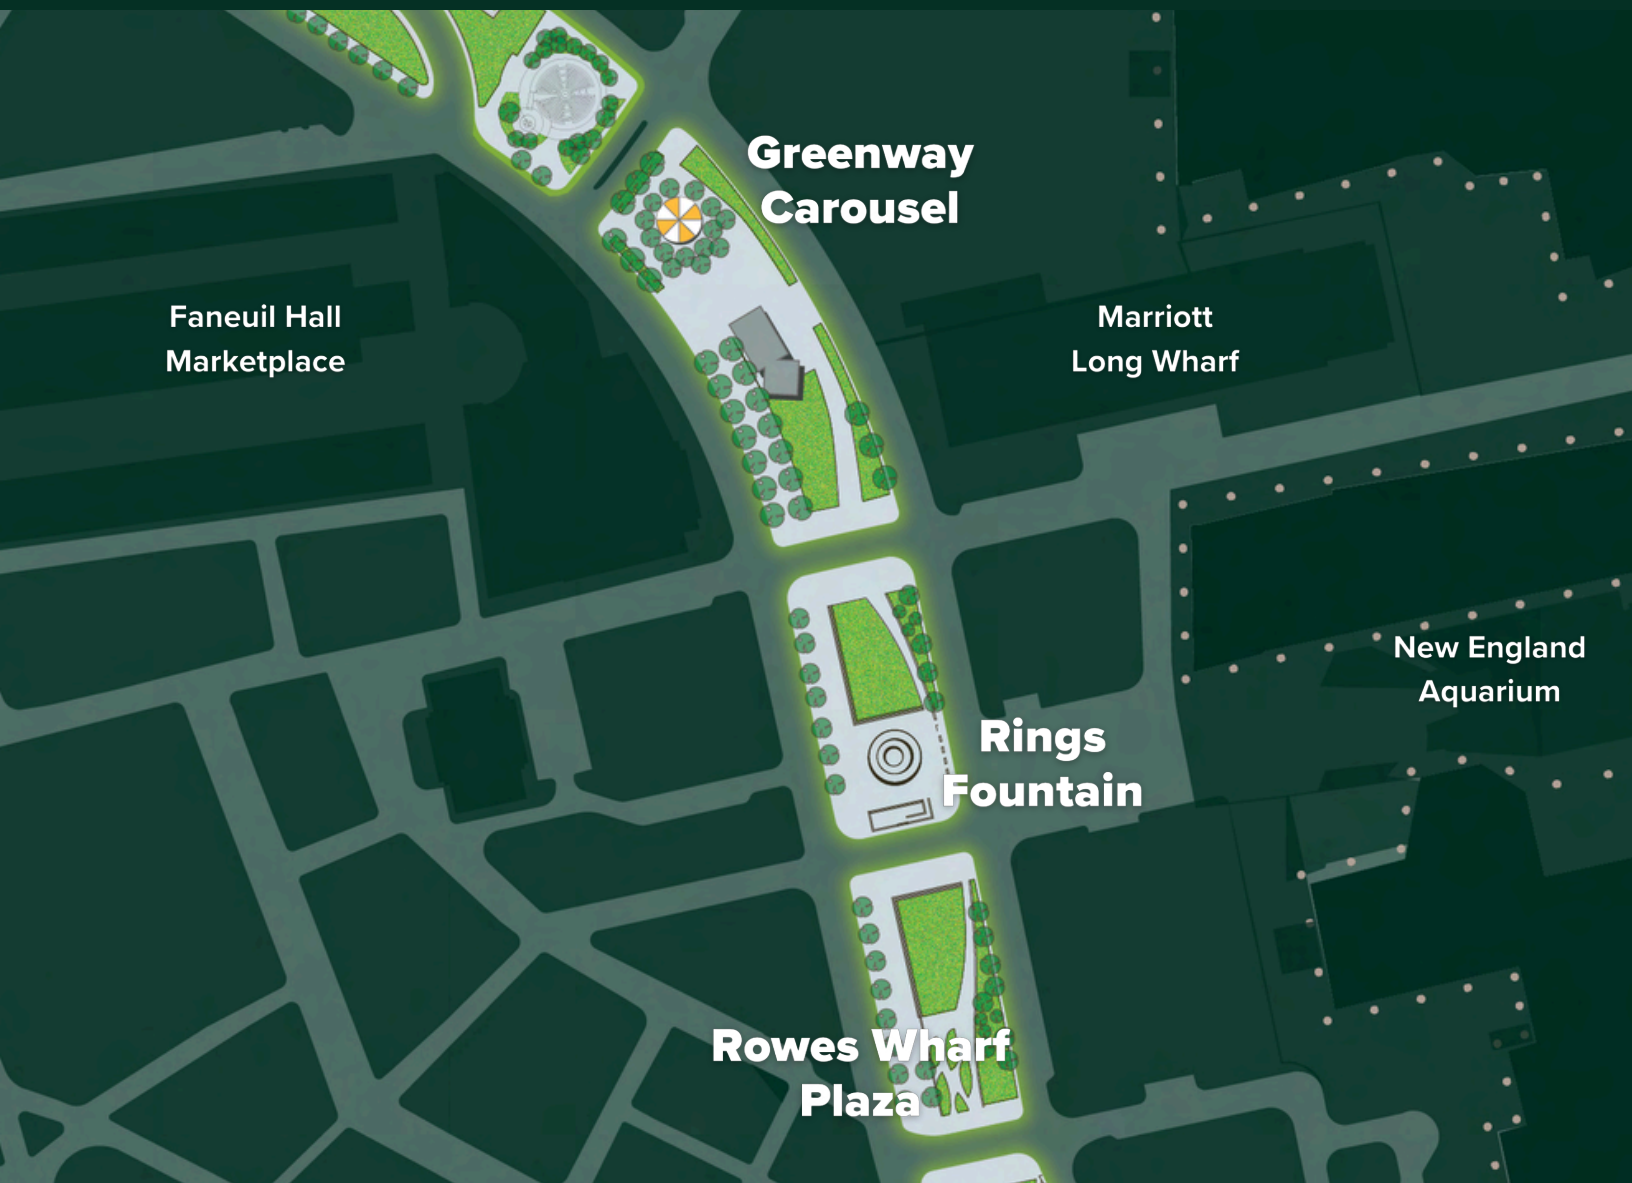 Greenway
Carousel
Faneuil Hall
Marketplace
Marriott
Long Wharf
New England
Aquarium
Rings
Fountain
Rowes Wharf
Plaza